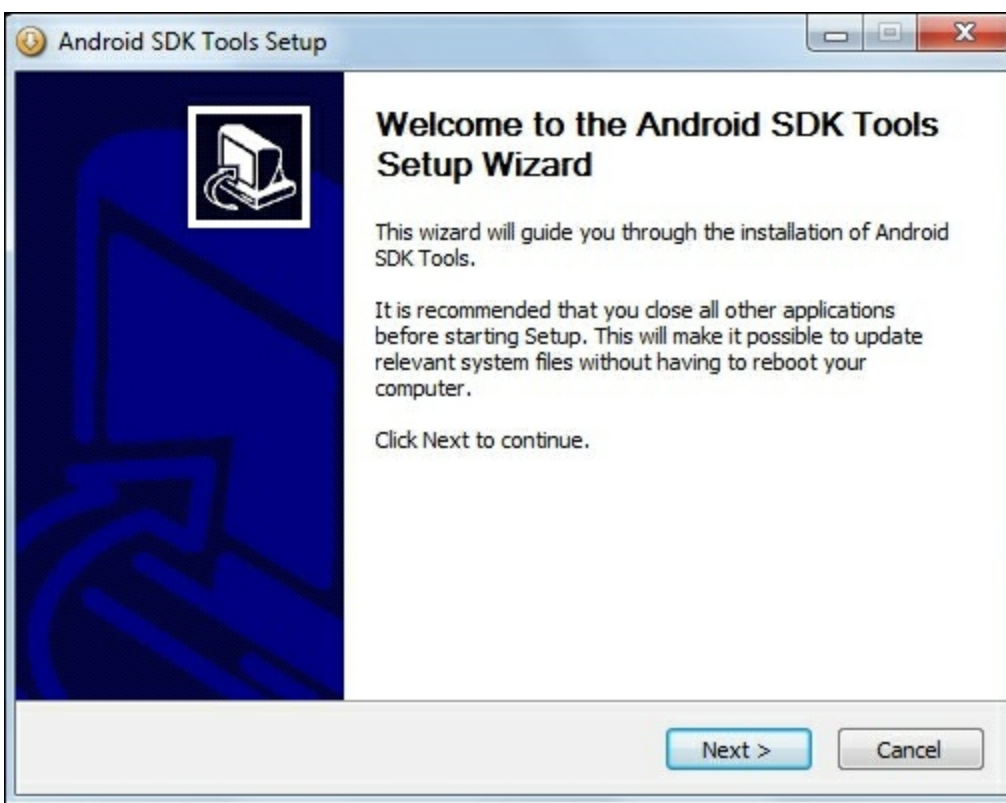 Android SDK Tools Setup
Welcome to the Android SDK Tools
Setup Wizard
This wizard will guide you through the installation of Android
SDK Tools.
It is recommended that you close all other applications
before starting Setup. This will make it possible to update
relevant system files without having to reboot your
computer.
Click Next to continue.
Next >
Cancel